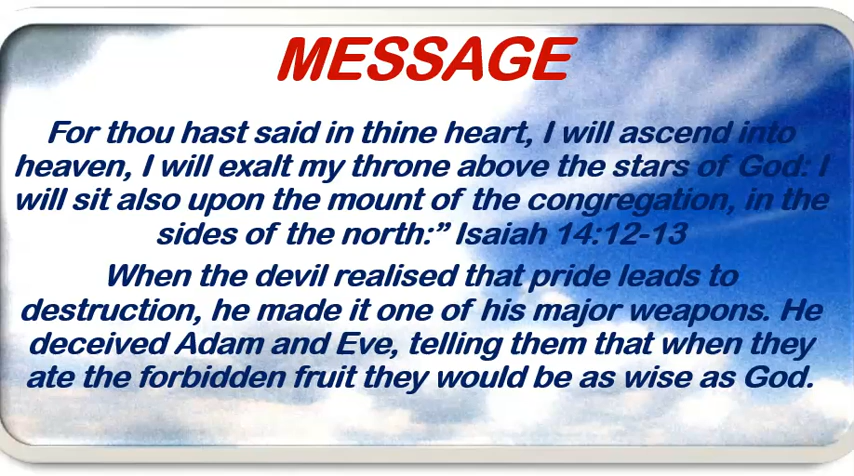 MESSAGE
For thou hast said in thine heart, I will ascend into
heaven, I will exalt my throne above the stars of God: I
will sit also upon the mount of the congregation, in the
sides of the north:” Isaiah 14:12-13
When the devil realised that pride leads to
destruction, he made it one of his major weapons. He
deceived Adam and Eve, telling them that when they
ate the forbidden fruit they would be as wise as God.